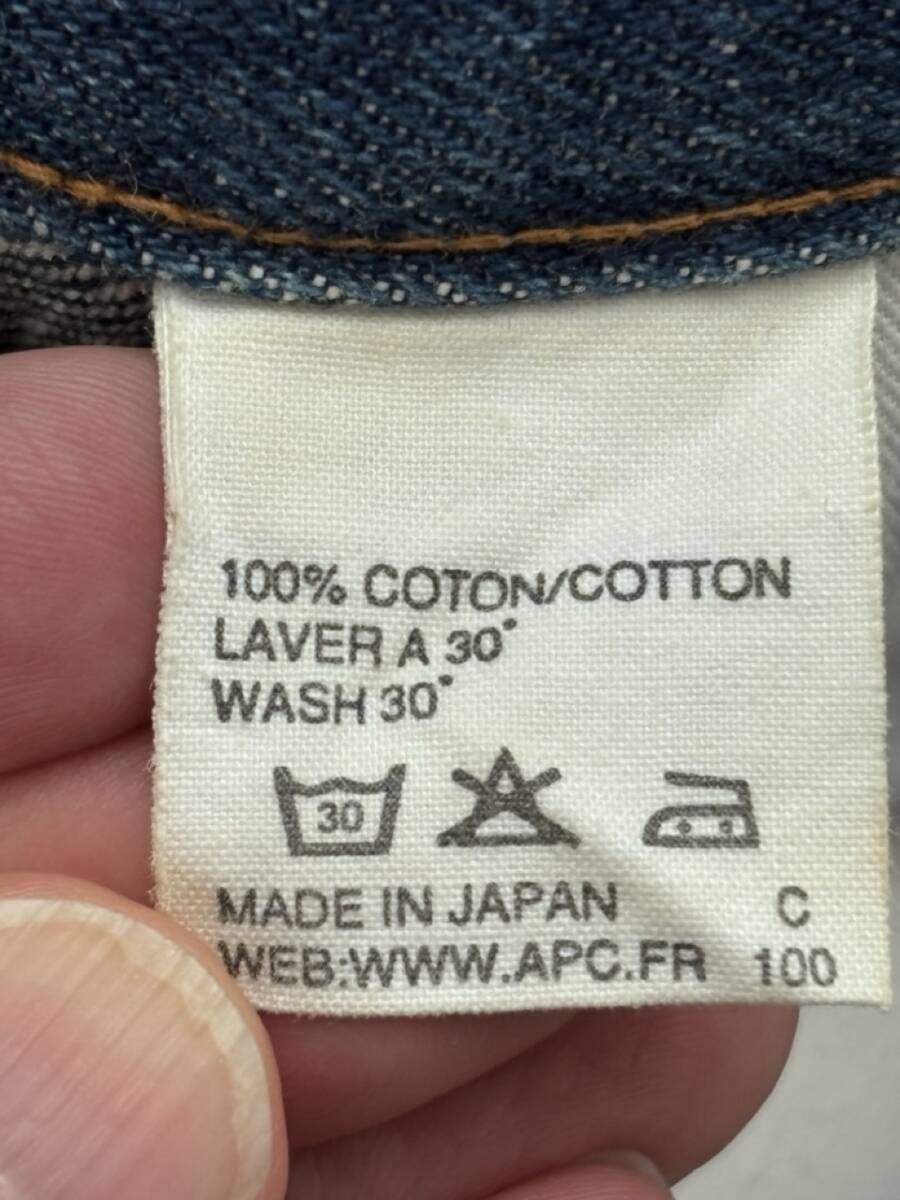 100% COTON/COTTON
LAVER A 30°
WASH 30°
30
MADE IN JAPAN C
WEB:WWW.APC.FR 100